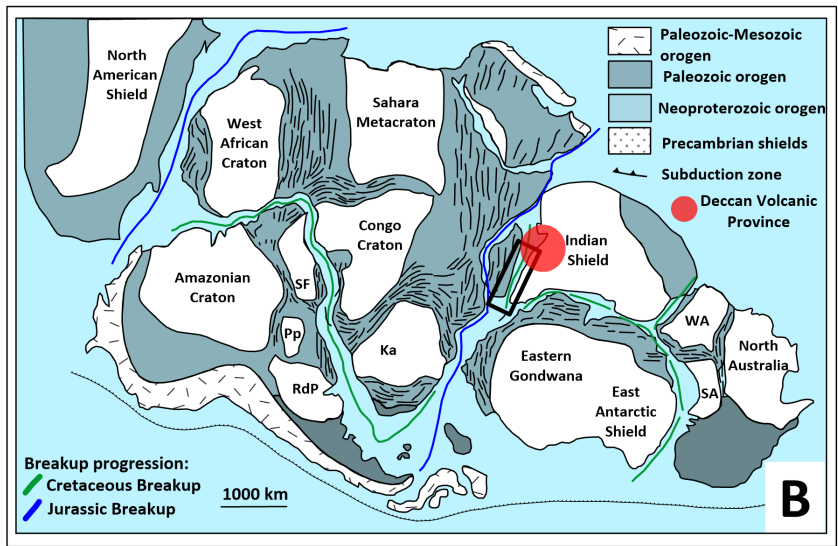 North
American
Shield
West
African
Craton
Sahara
Metacraton
Congo
Craton
Amazonian
Craton
SF
Pp
RdP
Ka
Indian
Shield
Eastern
Gondwana
East
Antarctic
Shield
WA
SA
North
Australia
Paleozoic-Mesozoic
orogen
Paleozoic orogen
Neoproterozoic orogen
Precambrian shields
Subduction zone
Deccan Volcanic
Province
Breakup progression:
Cretaceous Breakup
Jurassic Breakup
1000 km
B